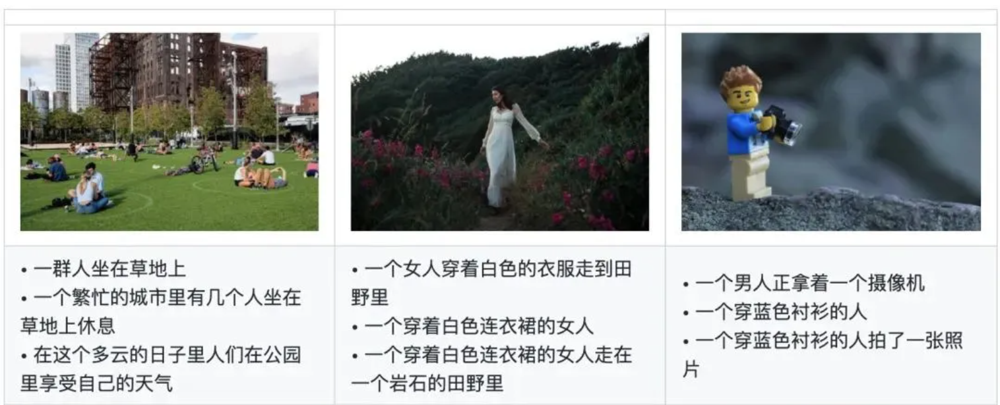 • 一群人坐在草地上
• 一个繁忙的城市里有几个人坐在
草地上休息
• 在这个多云的日子里人们在公园
里享受自己的天气
• 一个女人穿着白色的衣服走到田
野里
• 一个穿着白色连衣裙的女人
• 一个穿着白色连衣裙的女人走在
一个岩石的田野里
• 一个男人正拿着一个摄像机
• 一个穿蓝色衬衫的人
• 一个穿蓝色衬衫的人拍了一张照
片